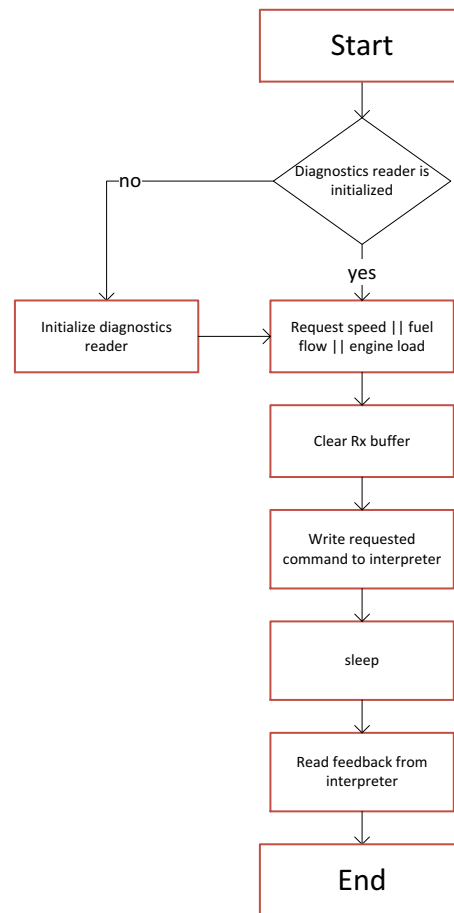 Start
Diagnostics reader is
initialized
no
yes
Initialize diagnostics
reader
Request speed || fuel
flow || engine load
Clear Rx buffer
Write requested
command to interpreter
sleep
Read feedback from
interpreter
End